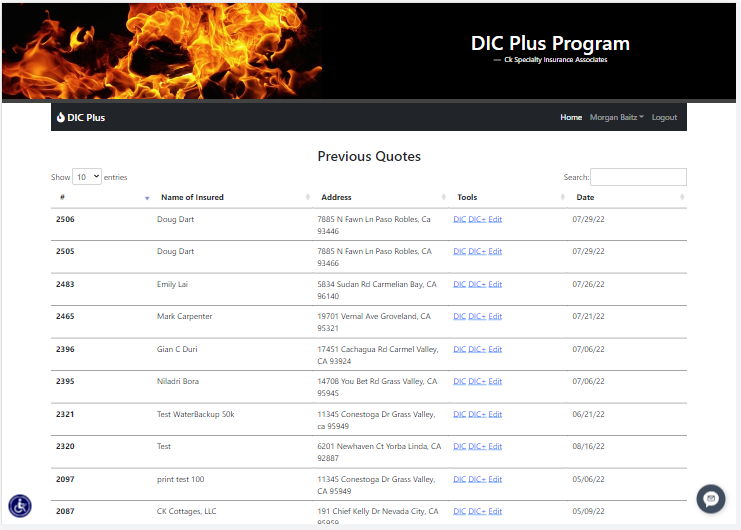 DIC Plus Program
— Ck Specialty Insurance Associates
DIC Plus Home Morgan Baitz Logout
Previous Quotes
Show 10 entries Search:
# Name of Insured Address Tools Date
2506 Doug Dart 7885 N Fawn Ln Paso Robles, Ca DIC DIC+ Edit 07/29/22
93446
2505 Doug Dart 7885 N Fawn Ln Paso Robles, CA DIC DIC+ Edit 07/29/22
93466
2483 Emily Lai 5834 Sudan Rd Carmelian Bay, CA DIC DIC+ Edit 07/26/22
96140
2465 Mark Carpenter 19701 Vernal Ave Groveland, CA DIC DIC+ Edit 07/21/22
95321
2396 Gian C Duri 17451 Cachagua Rd Carmel Valley, DIC DIC+ Edit 07/06/22
CA 93924
2395 Niladri Bora 14708 You Bet Rd Grass Valley, CA DIC DIC+ Edit 07/06/22
95945
2321 Test WaterBackup 50k 11345 Conestoga Dr Grass Valley, DIC DIC+ Edit 06/21/22
ca 95949
2320 Test 6201 Newhaven Ct Yorba Linda, CA DIC DIC+ Edit 08/16/22
92887
2097 print test 100 11345 Conestoga Dr Grass Valley, DIC DIC+ Edit 05/06/22
CA 95949
2087 CK Cottages, LLC 191 Chief Kelly Dr Nevada City, CA DIC DIC+ Edit 05/09/22
95959